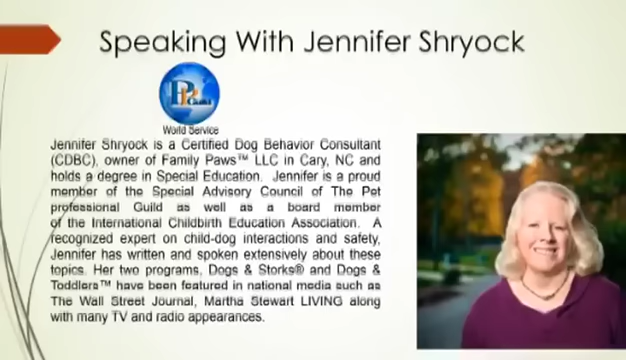 Speaking With Jennifer Shryock
PP
Guild
World Service
Jennifer Shryock is a Certified Dog Behavior Consultant
(CDBC), owner of Family Paws™ LLC in Cary, NC and
holds a degree in Special Education. Jennifer is a proud
member of the Special Advisory Council of The Pet
professional Guild as well as a board member
of the International Childbirth Education Association. A
recognized expert on child-dog interactions and safety,
Jennifer has written and spoken extensively about these
topics. Her two programs, Dogs & Storks® and Dogs &
Toddlers™ have been featured in national media such as
The Wall Street Journal, Martha Stewart LIVING along
with many TV and radio appearances.